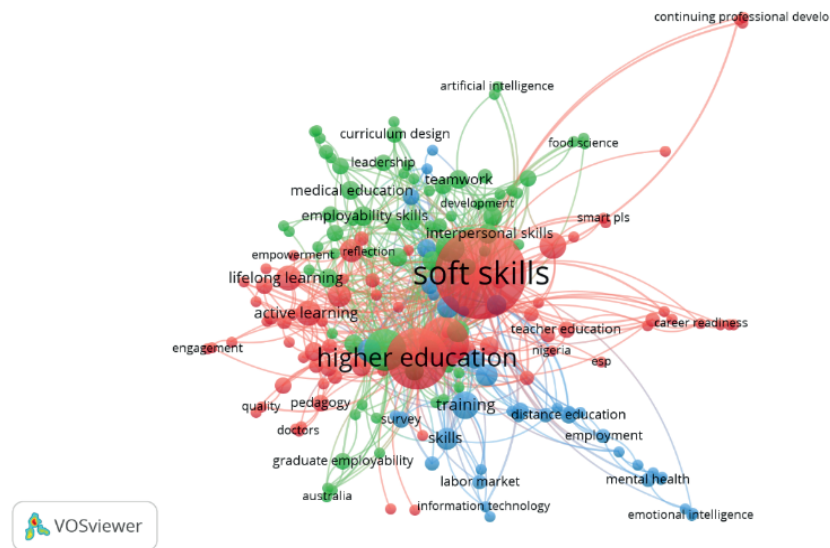 continuing professional develo
artificial intelligence
curriculum design
food science
leadership
teamwork
medical education
development
employability skills
smart pls
interpersonal skills
empowerment
reflection
lifelong learning
soft skills
active learning
teacher education
career readiness
engagement
higher education
nigeria
esp
quality
pedagogy
training
distance education
doctors
survey
skills
employment
graduate employability
labor market
mental health
australia
information technology
emotional intelligence
VOSviewer